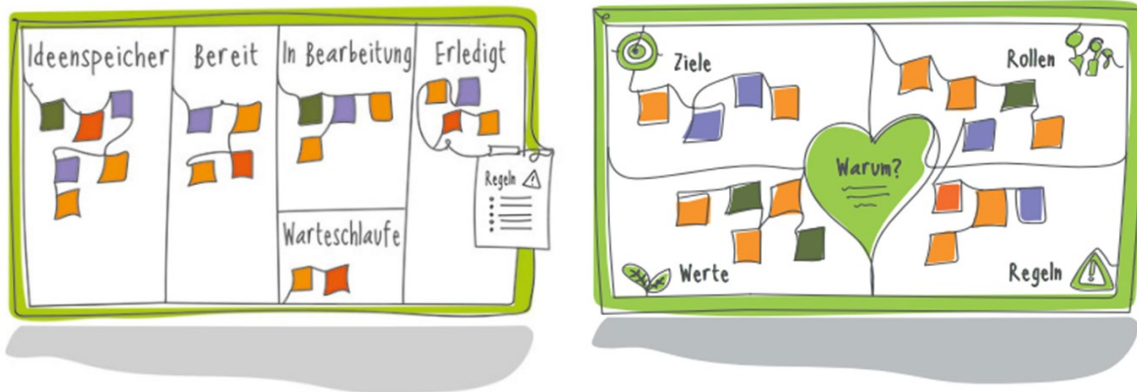 Ideenspeicher
Bereit
In Bearbeitung
Erledigt
Regeln
Warteschlaufe
Ziele
Rollen
Warum?
Werte
Regeln